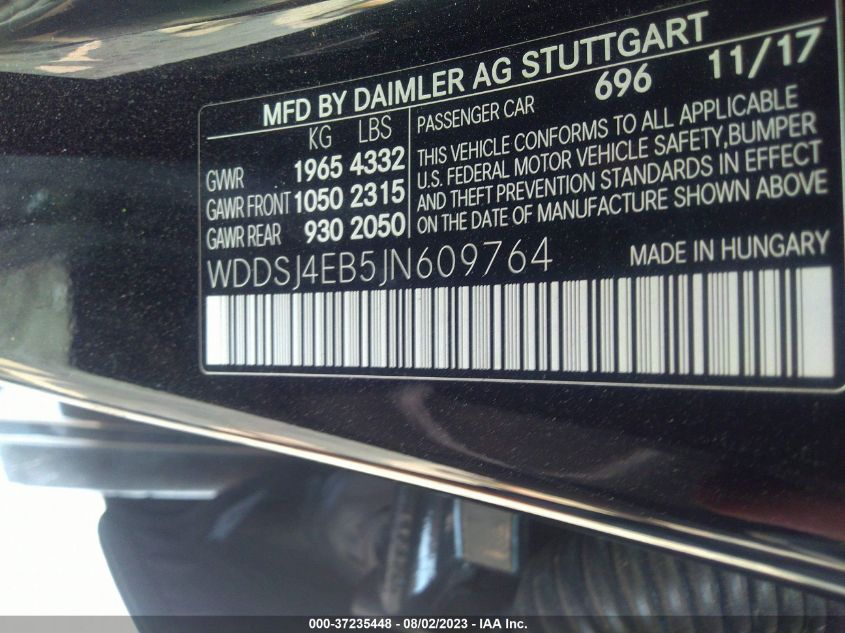 MFD BY DAIMLER AG STUTTGART
KG LBS
GVWR 1965 4332
GAWR FRONT 1050 2315
GAWR REAR 930 2050
PASSENGER CAR 696 11/17
THIS VEHICLE CONFORMS TO ALL APPLICABLE
U.S. FEDERAL MOTOR VEHICLE SAFETY, BUMPER
AND THEFT PREVENTION STANDARDS IN EFFECT
ON THE DATE OF MANUFACTURE SHOWN ABOVE
WDDSJ4EB5JN609764 MADE IN HUNGARY
000-37235448 - 08/02/2023 - IAA Inc.